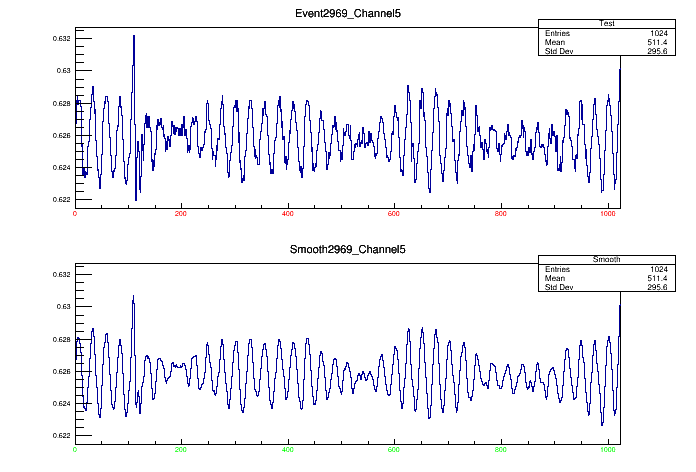 Event2969_Channel5
Test
Entries 1024
Mean 511.4
Std Dev 295.6
0.632
0.63
0.628
0.626
0.624
0.622
0 200 400 600 800 1000
Smooth2969_Channel5
Smooth
Entries 1024
Mean 511.4
Std Dev 295.6
0.632
0.63
0.628
0.626
0.624
0.622
0 200 400 600 800 1000